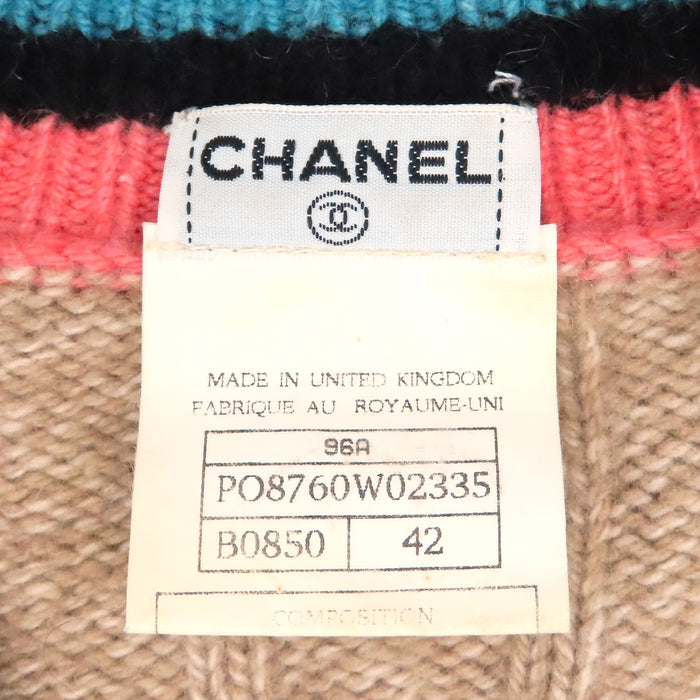 CHANEL
MADE IN UNITED KINGDOM
FABRIQUE AU ROYAUME-UNI
96A
PO8760W02335
B0850 42
COMPOSITION